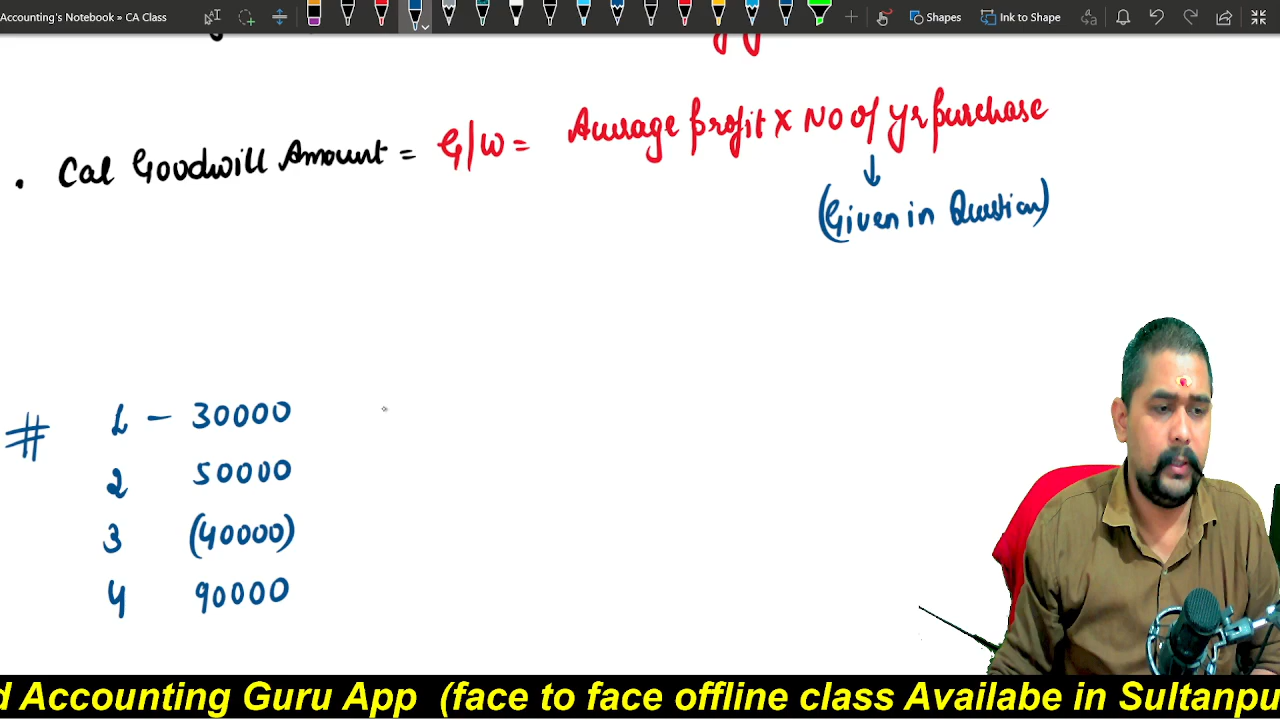 Accounting's Notebook » CA Class
Shapes
Ink to Shape
. Cal Goodwill Amount = G/W = Average profit X No of yr purchase
↓
(Given in Question)
# 1 - 30000
2 50000
3 (40000)
4 90000
d Accounting Guru App (face to face offline class Availabe in Sultanpu